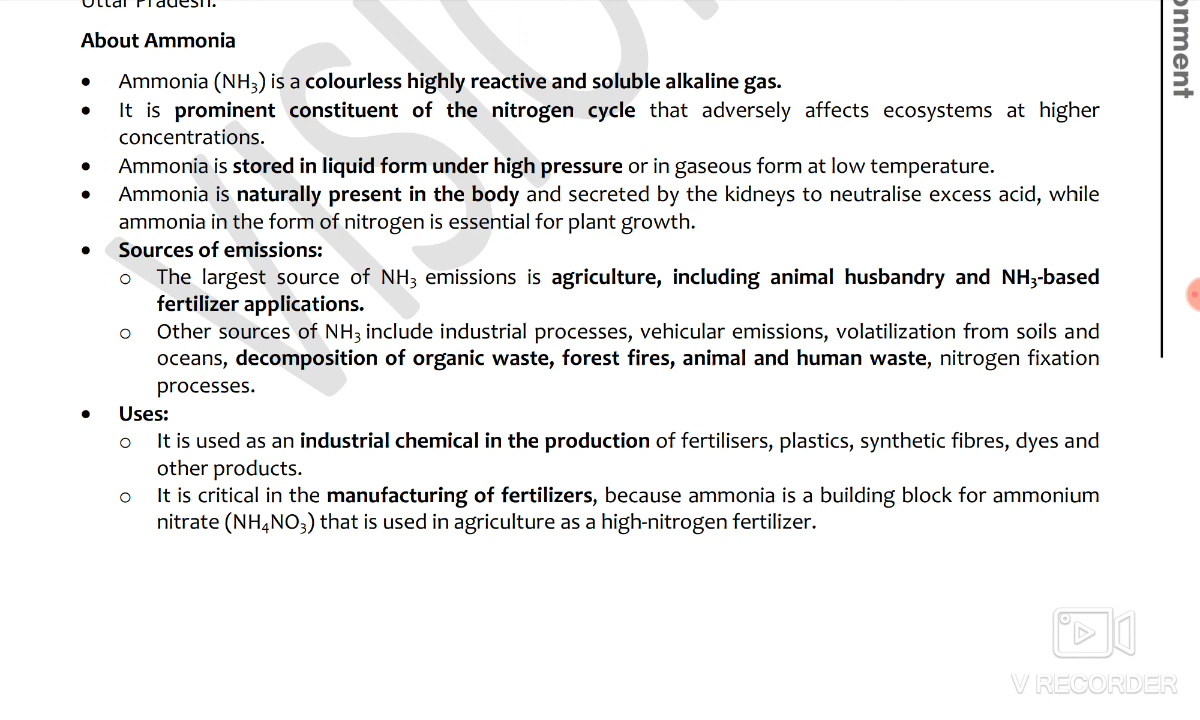 Uttar Pradesh.
About Ammonia
• Ammonia (NH₃) is a colourless highly reactive and soluble alkaline gas.
• It is prominent constituent of the nitrogen cycle that adversely affects ecosystems at higher
concentrations.
• Ammonia is stored in liquid form under high pressure or in gaseous form at low temperature.
• Ammonia is naturally present in the body and secreted by the kidneys to neutralise excess acid, while
ammonia in the form of nitrogen is essential for plant growth.
• Sources of emissions:
o The largest source of NH₃ emissions is agriculture, including animal husbandry and NH₃-based
fertilizer applications.
o Other sources of NH₃ include industrial processes, vehicular emissions, volatilization from soils and
oceans, decomposition of organic waste, forest fires, animal and human waste, nitrogen fixation
processes.
• Uses:
o It is used as an industrial chemical in the production of fertilisers, plastics, synthetic fibres, dyes and
other products.
o It is critical in the manufacturing of fertilizers, because ammonia is a building block for ammonium
nitrate (NH₄NO₃) that is used in agriculture as a high-nitrogen fertilizer.
onment
VISIO
V RECORDER